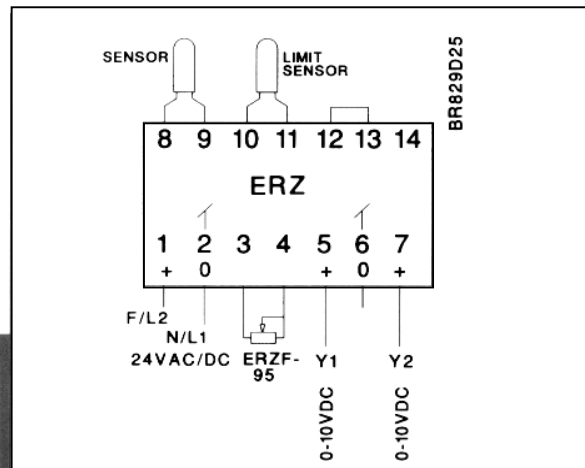 SENSOR
LIMIT
SENSOR
BR829D25
8 9 10 11 12 13 14
ERZ
1 2 3 4 5 6 7
+ 0 + 0 +
F/L2
N/L1
24VAC/DC
ERZF-
95
Y1
Y2
0-10VDC
0-10VDC